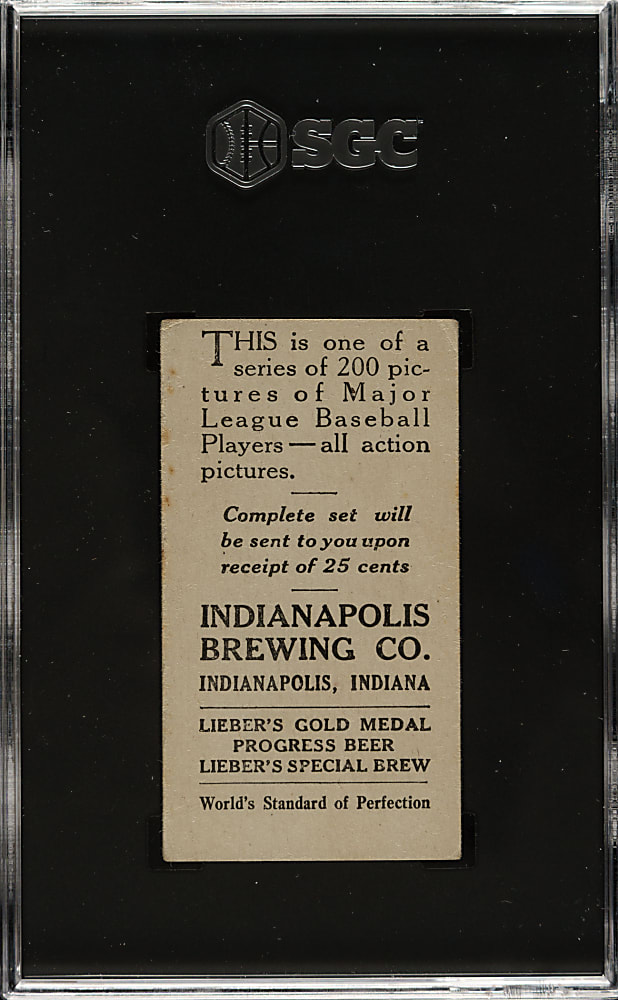 SGC
THIS is one of a
series of 200 pic-
tures of Major
League Baseball
Players — all action
pictures.
Complete set will
be sent to you upon
receipt of 25 cents
INDIANAPOLIS
BREWING CO.
INDIANAPOLIS, INDIANA
LIEBER'S GOLD MEDAL
PROGRESS BEER
LIEBER'S SPECIAL BREW
World's Standard of Perfection